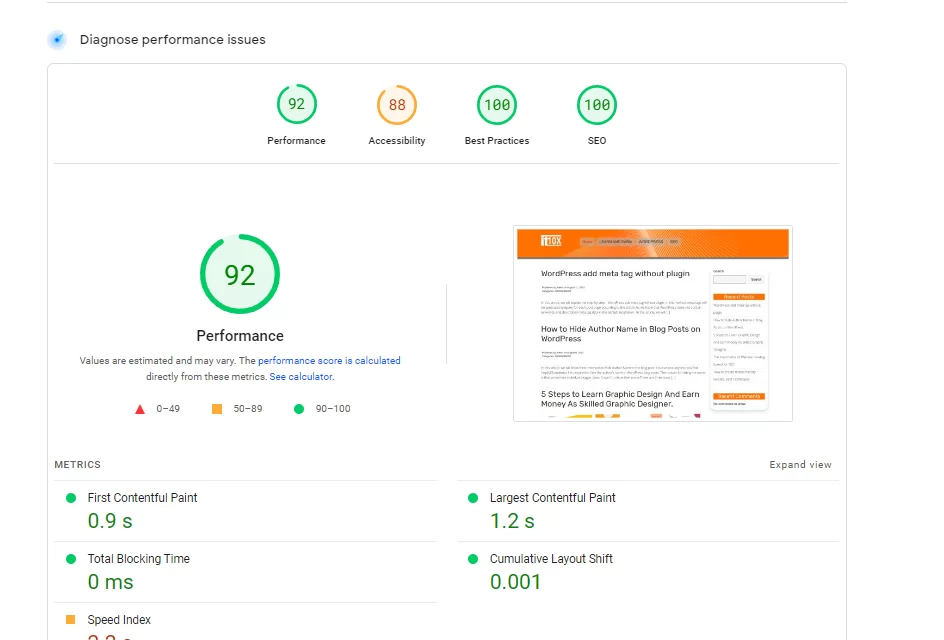 Diagnose performance issues
92
88
100
100
Performance
Accessibility
Best Practices
SEO
92
Performance
Values are estimated and may vary. The performance score is calculated
directly from these metrics. See calculator.
0–49
50–89
90–100
WordPress add meta tag without plugin
How to Hide Author Name in Blog Posts on
WordPress
5 Steps to Learn Graphic Design And Earn
Money As Skilled Graphic Designer.
Search
Search
Recent Posts
Recent Comments
METRICS
Expand view
First Contentful Paint
0.9 s
Largest Contentful Paint
1.2 s
Total Blocking Time
0 ms
Cumulative Layout Shift
0.001
Speed Index